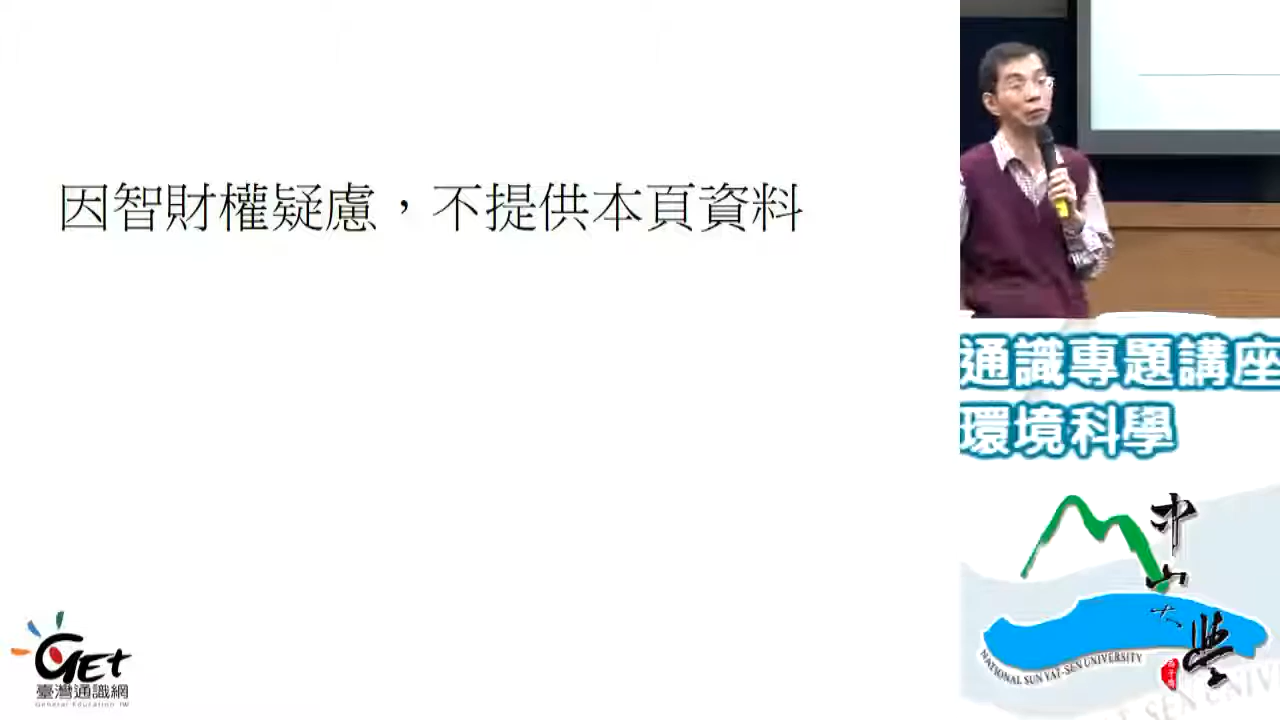 因智財權疑慮，不提供本頁資料
通識專題講座
環境科學
中山大學
NATIONAL SUN YAT-SEN UNIVERSITY
GET
臺灣通識網
General Education TW